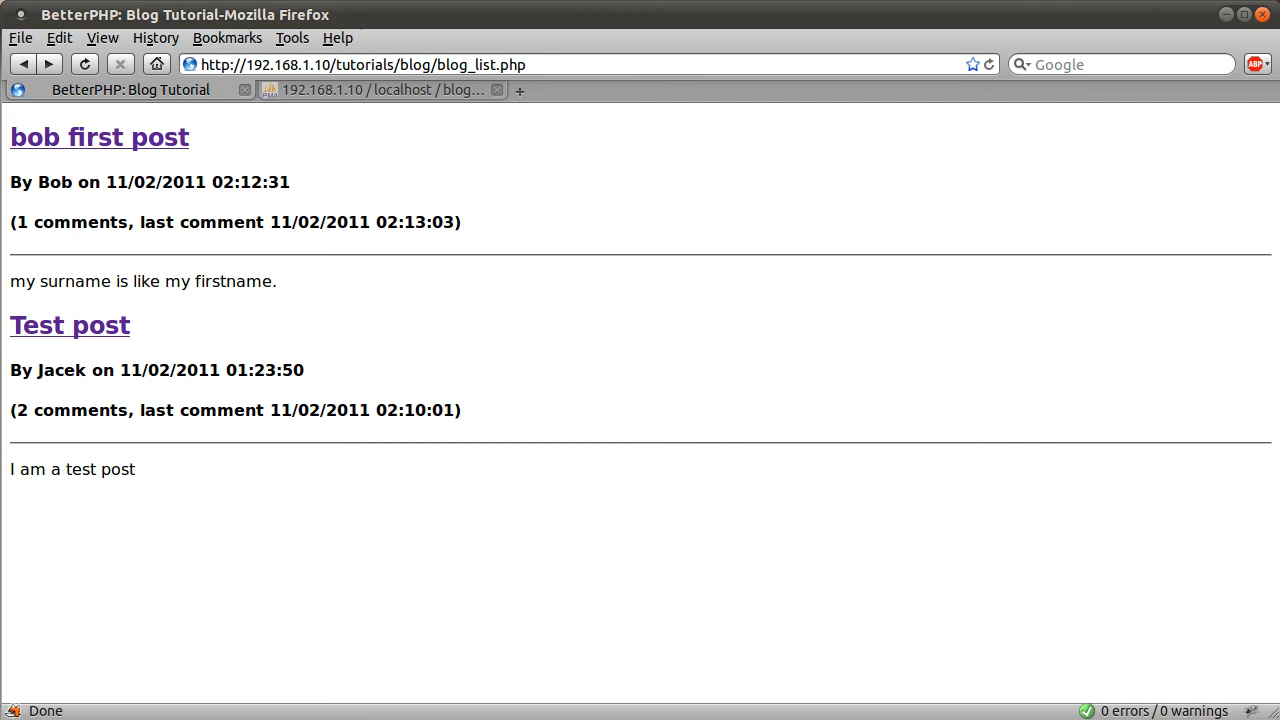 BetterPHP: Blog Tutorial-Mozilla Firefox
File Edit View History Bookmarks Tools Help
http://192.168.1.10/tutorials/blog/blog_list.php
Google
ABP
BetterPHP: Blog Tutorial
PMA
192.168.1.10 / localhost / blog...
bob first post
By Bob on 11/02/2011 02:12:31
(1 comments, last comment 11/02/2011 02:13:03)
my surname is like my firstname.
Test post
By Jacek on 11/02/2011 01:23:50
(2 comments, last comment 11/02/2011 02:10:01)
I am a test post
Done
0 errors / 0 warnings